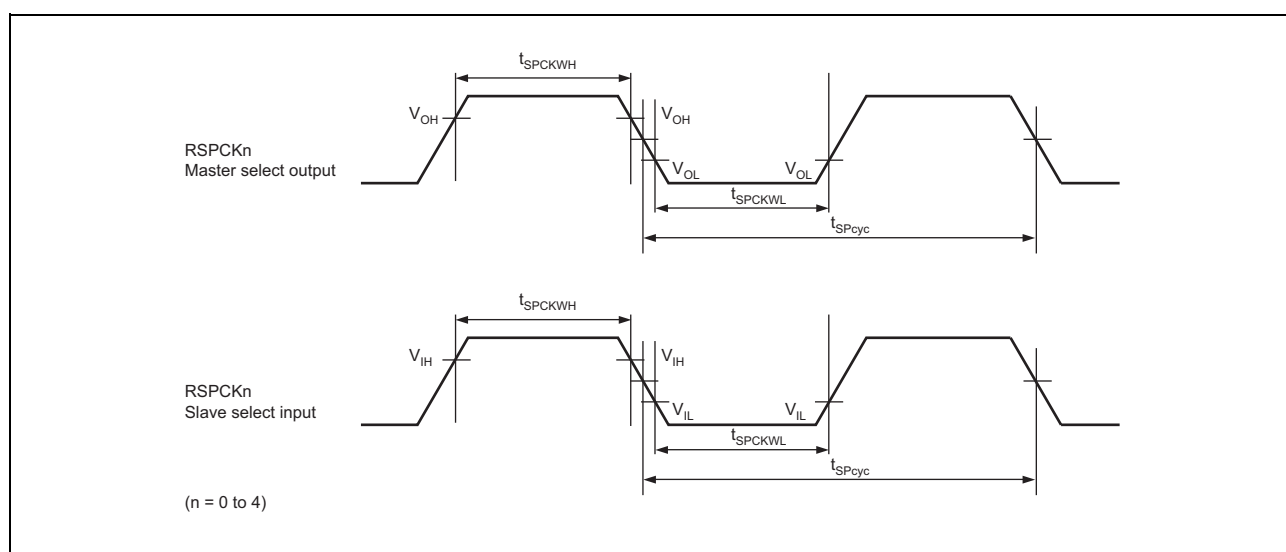 tSPCKWH
VOH
VOH
RSPCKn
Master select output
VOL
VOL
tSPCKWL
tSPcyc
tSPCKWH
VIH
VIH
RSPCKn
Slave select input
VIL
VIL
tSPCKWL
tSPcyc
(n = 0 to 4)